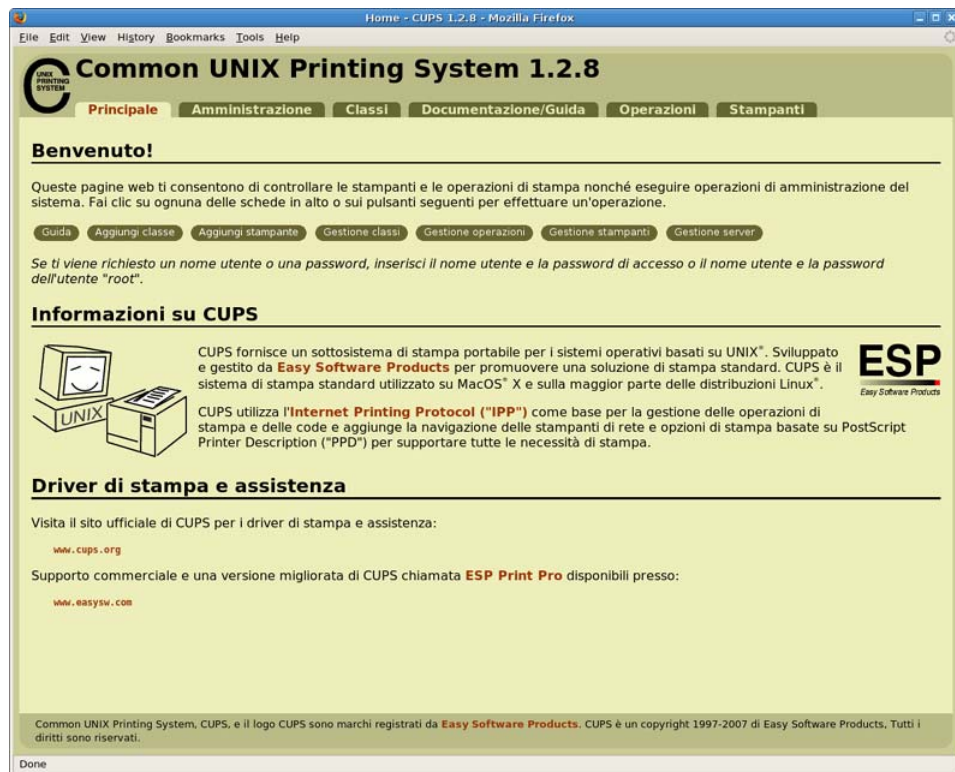 Home - CUPS 1.2.8 - Mozilla Firefox
File Edit View History Bookmarks Tools Help
UNIX
PRINTING
SYSTEM
Common UNIX Printing System 1.2.8
Principale Amministrazione Classi Documentazione/Guida Operazioni Stampanti
Benvenuto!
Queste pagine web ti consentono di controllare le stampanti e le operazioni di stampa nonché eseguire operazioni di amministrazione del
sistema. Fai clic su ognuna delle schede in alto o sui pulsanti seguenti per effettuare un'operazione.
Guida Aggiungi classe Aggiungi stampante Gestione classi Gestione operazioni Gestione stampanti Gestione server
Se ti viene richiesto un nome utente o una password, inserisci il nome utente e la password di accesso o il nome utente e la password
dell'utente "root".
Informazioni su CUPS
CUPS fornisce un sottosistema di stampa portabile per i sistemi operativi basati su UNIX®. Sviluppato
e gestito da Easy Software Products per promuovere una soluzione di stampa standard. CUPS è il
sistema di stampa standard utilizzato su MacOS® X e sulla maggior parte delle distribuzioni Linux®.
ESP
Easy Software Products
UNIX
CUPS utilizza l'Internet Printing Protocol ("IPP") come base per la gestione delle operazioni di
stampa e delle code e aggiunge la navigazione delle stampanti di rete e opzioni di stampa basate su PostScript
Printer Description ("PPD") per supportare tutte le necessità di stampa.
Driver di stampa e assistenza
Visita il sito ufficiale di CUPS per i driver di stampa e assistenza:
www.cups.org
Supporto commerciale e una versione migliorata di CUPS chiamata ESP Print Pro disponibili presso:
www.easysw.com
Common UNIX Printing System, CUPS, e il logo CUPS sono marchi registrati da Easy Software Products. CUPS è un copyright 1997-2007 di Easy Software Products, Tutti i
diritti sono riservati.
Done